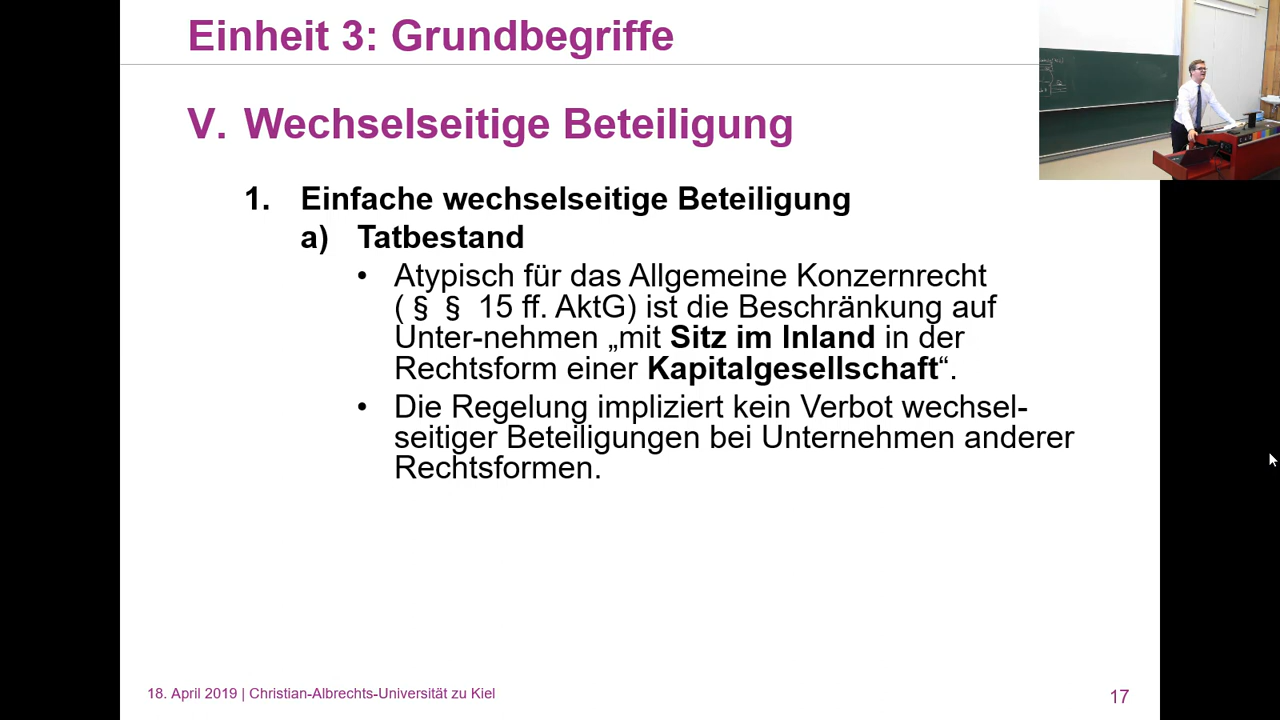 Einheit 3: Grundbegriffe
V. Wechselseitige Beteiligung
1. Einfache wechselseitige Beteiligung
a) Tatbestand
• Atypisch für das Allgemeine Konzernrecht
( § § 15 ff. AktG) ist die Beschränkung auf
Unter-nehmen „mit Sitz im Inland in der
Rechtsform einer Kapitalgesellschaft“.
• Die Regelung impliziert kein Verbot wechsel-
seitiger Beteiligungen bei Unternehmen anderer
Rechtsformen.
18. April 2019 | Christian-Albrechts-Universität zu Kiel
17